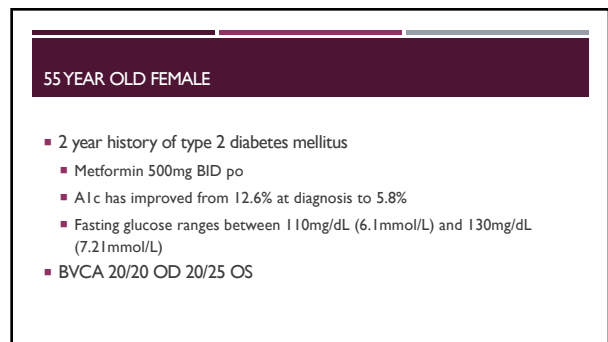 55 YEAR OLD FEMALE
▪ 2 year history of type 2 diabetes mellitus
▪ Metformin 500mg BID po
▪ A1c has improved from 12.6% at diagnosis to 5.8%
▪ Fasting glucose ranges between 110mg/dL (6.1mmol/L) and 130mg/dL
(7.21mmol/L)
▪ BVCA 20/20 OD 20/25 OS